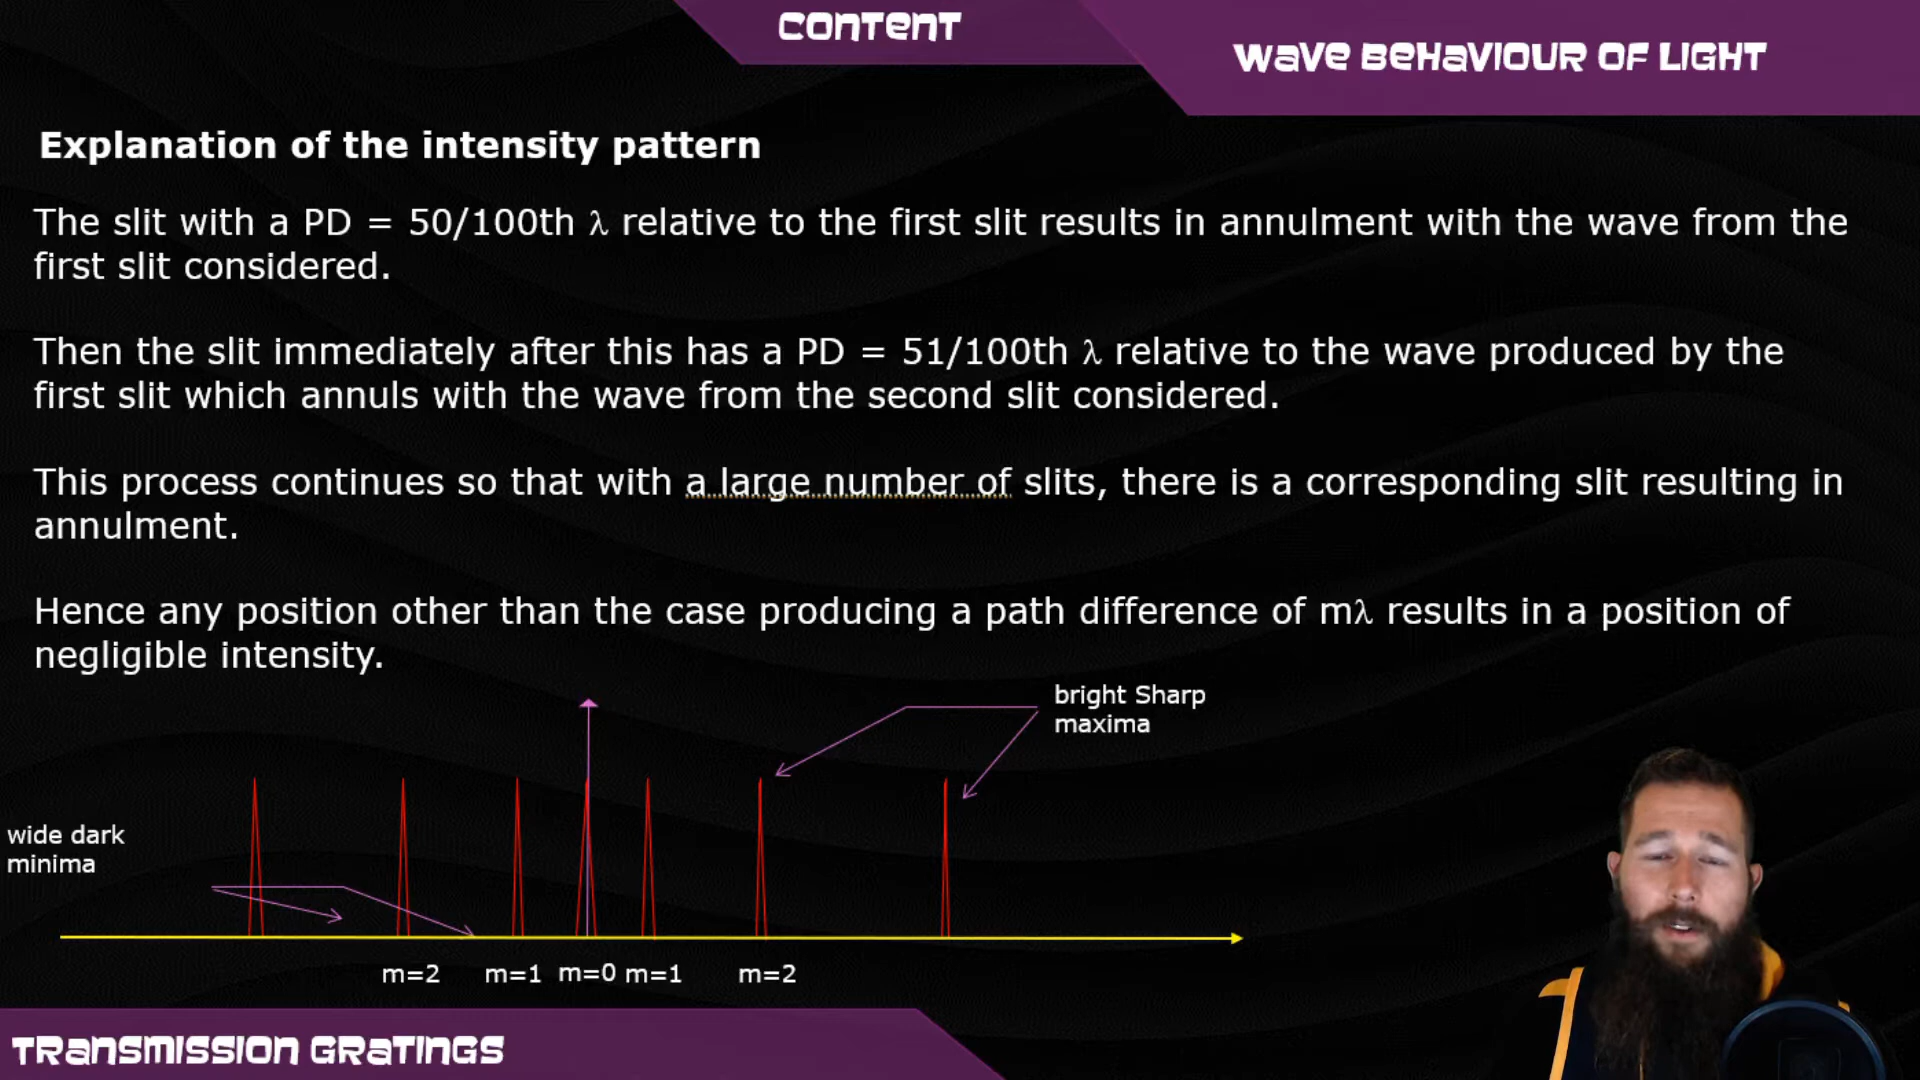 CONTENT
WAVE BEHAVIOUR OF LIGHT
Explanation of the intensity pattern
The slit with a PD = 50/100th λ relative to the first slit results in annulment with the wave from the
first slit considered.
Then the slit immediately after this has a PD = 51/100th λ relative to the wave produced by the
first slit which annuls with the wave from the second slit considered.
This process continues so that with a large number of slits, there is a corresponding slit resulting in
annulment.
Hence any position other than the case producing a path difference of mλ results in a position of
negligible intensity.
bright Sharp
maxima
wide dark
minima
m=2 m=1 m=0 m=1 m=2
TRANSMISSION GRATINGS